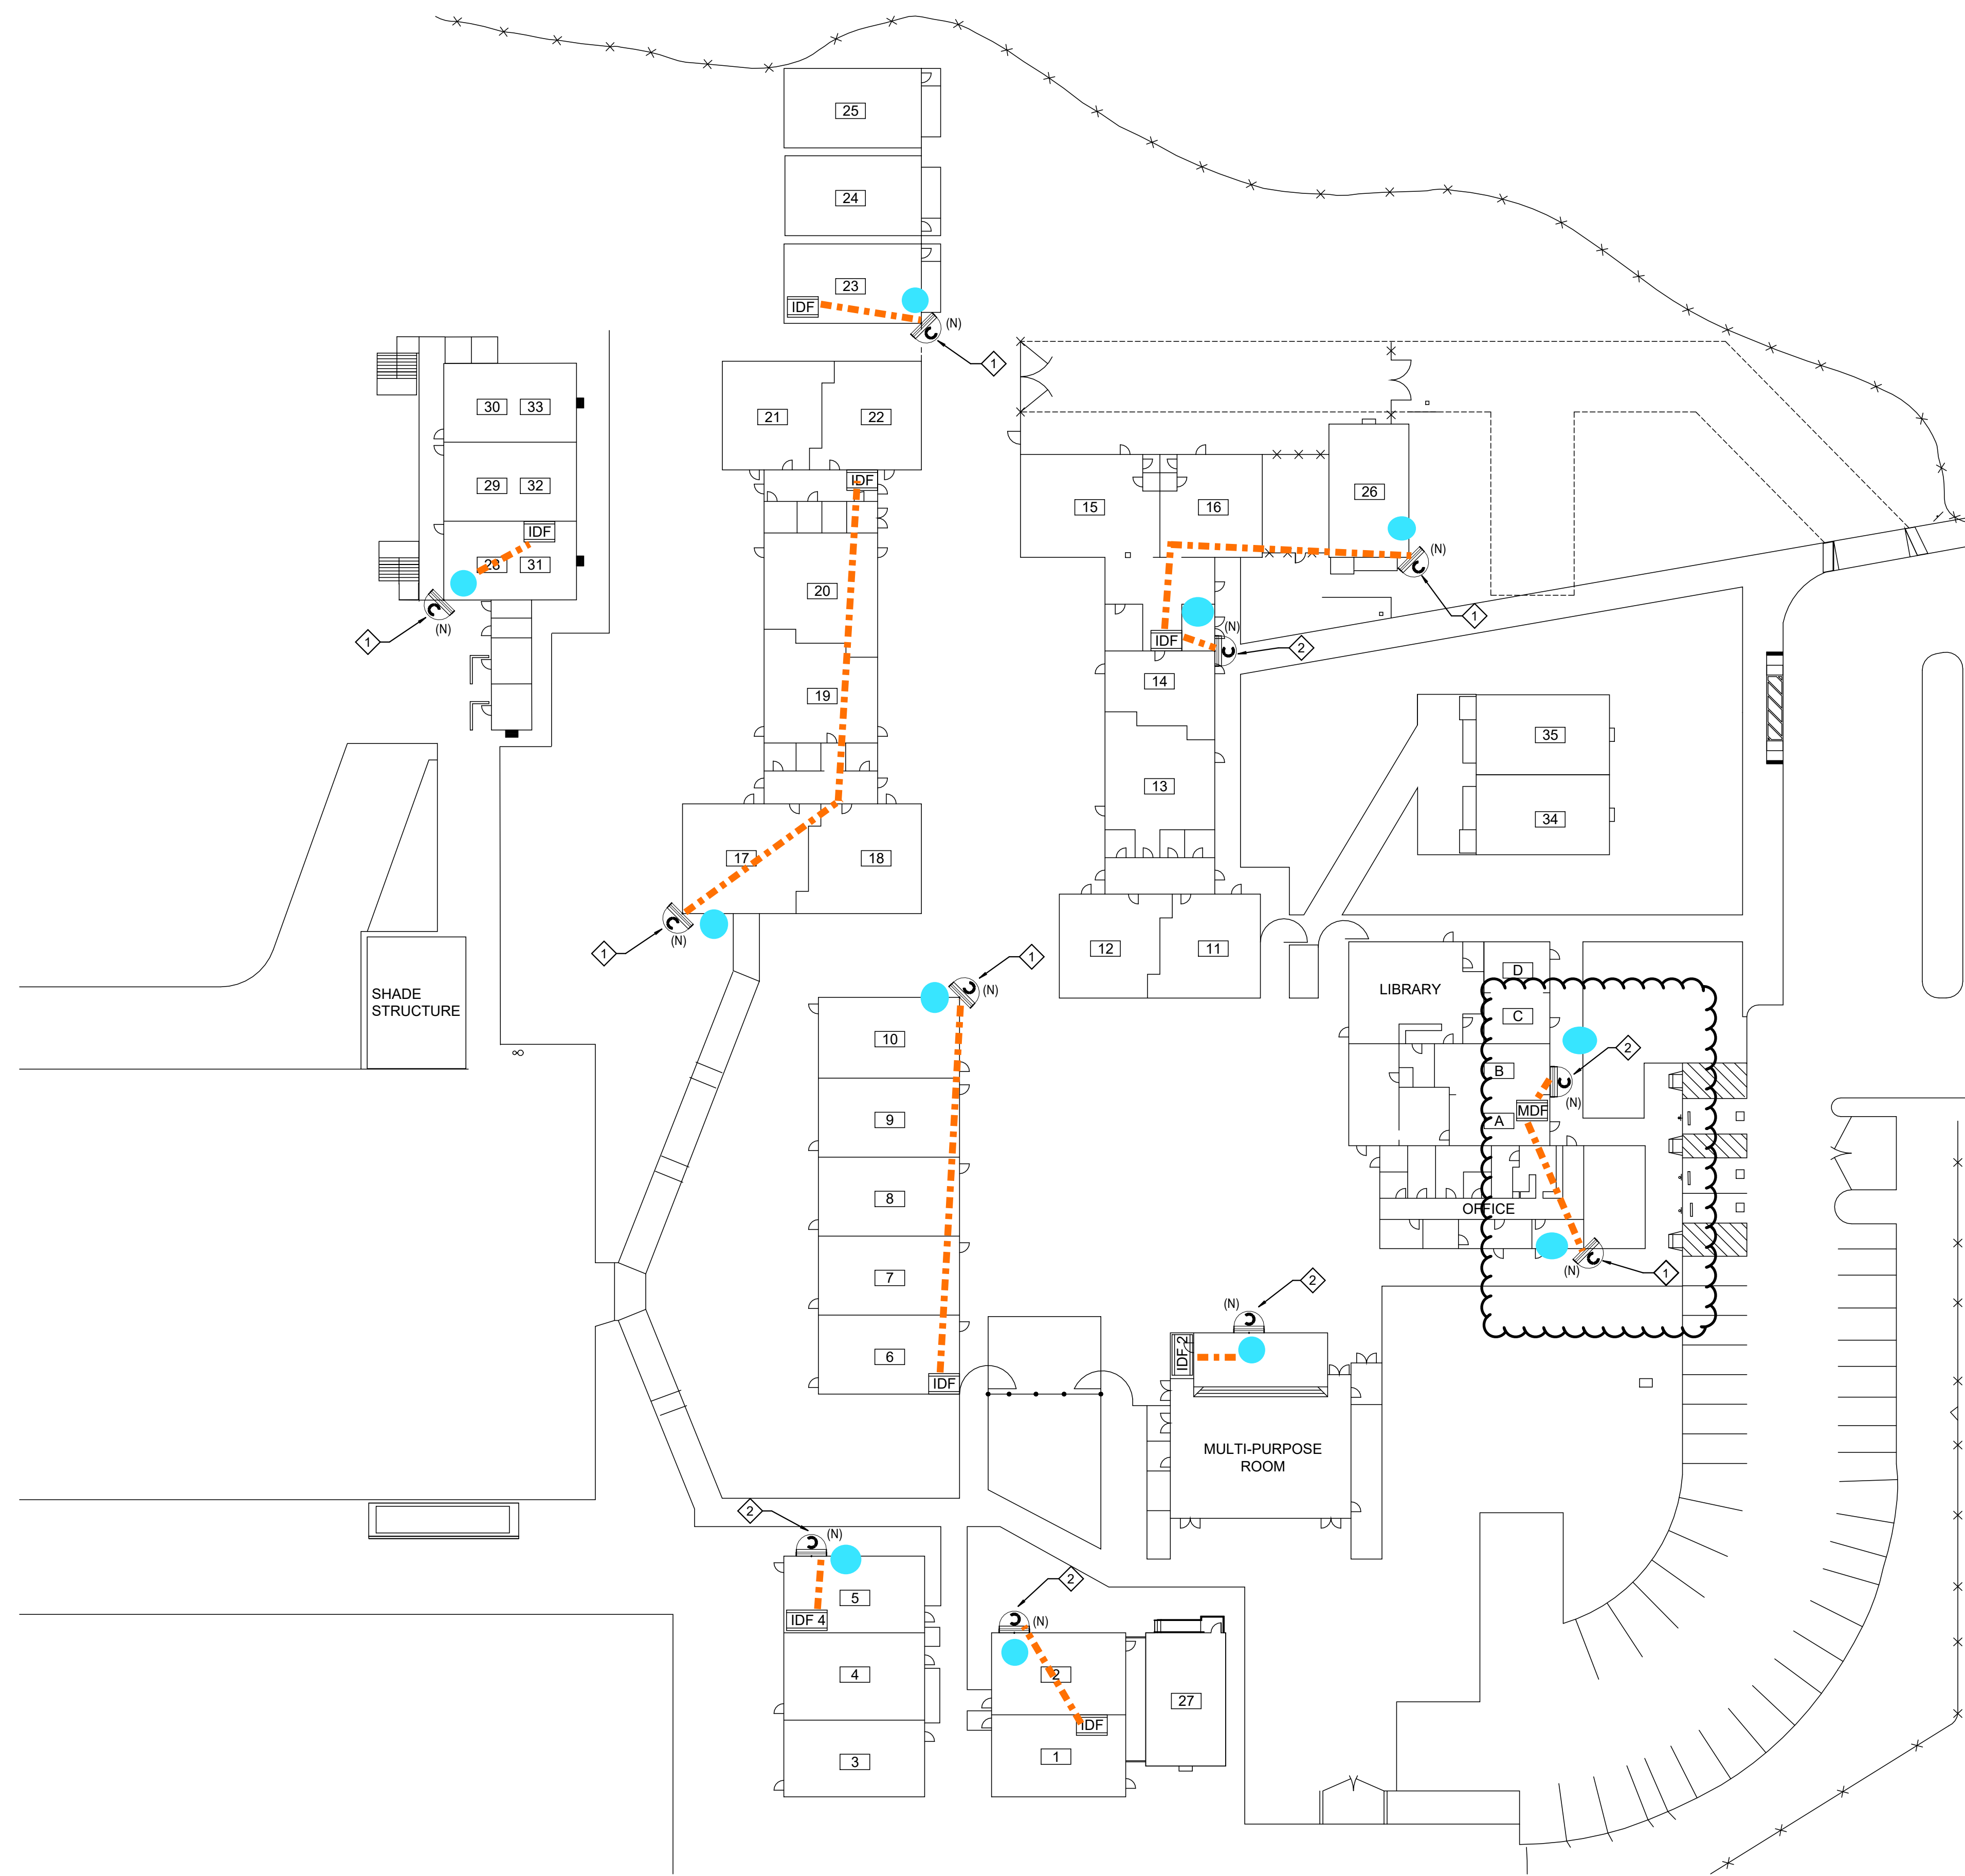 25
24
23
IDF
(N)
1
30 33
29 32
IDF
28 31
(N)
1
21 22
IDF
20
19
17 18
(N)
1
15 16
26
(N)
1
IDF
(N)
2
14
13
12 11
35
34
SHADE
STRUCTURE
(N)
1
10
9
8
7
6
IDF
LIBRARY
D
C
B
A
MDF
(N)
2
OFFICE
(N)
1
(N)
2
IDF 2
MULTI-PURPOSE
ROOM
2
(N)
5
IDF 4
4
3
2
(N)
2
IDF
1
27